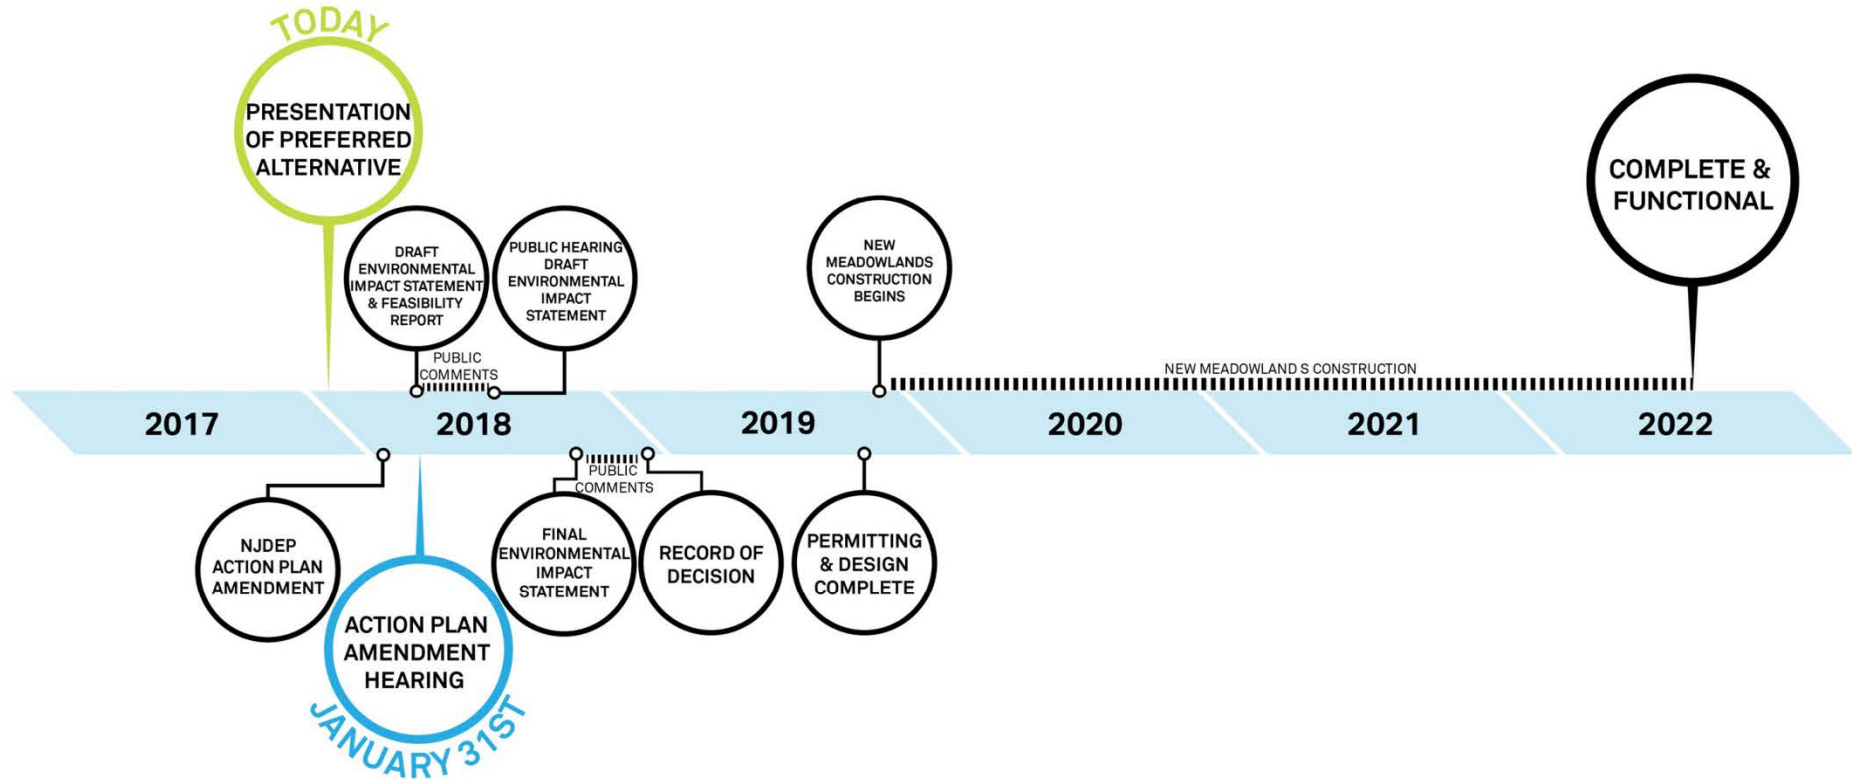 TODAY
PRESENTATION
OF PREFERRED
ALTERNATIVE
DRAFT
ENVIRONMENTAL
IMPACT STATEMENT
& FEASIBILITY
REPORT
PUBLIC HEARING
DRAFT
ENVIRONMENTAL
IMPACT
STATEMENT
NEW
MEADOWLANDS
CONSTRUCTION
BEGINS
COMPLETE &
FUNCTIONAL
PUBLIC
COMMENTS
NEW MEADOWLAND S CONSTRUCTION
2017
2018
2019
2020
2021
2022
PUBLIC
COMMENTS
NJDEP
ACTION PLAN
AMENDMENT
ACTION PLAN
AMENDMENT
HEARING
JANUARY 31ST
FINAL
ENVIRONMENTAL
IMPACT
STATEMENT
RECORD OF
DECISION
PERMITTING
& DESIGN
COMPLETE